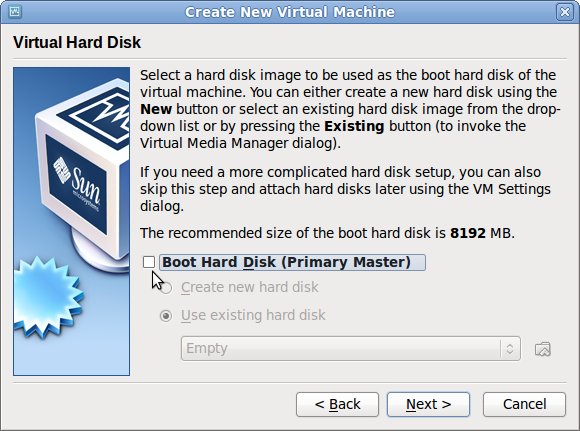 Create New Virtual Machine
Virtual Hard Disk
Select a hard disk image to be used as the boot hard disk of the
virtual machine. You can either create a new hard disk using the
New button or select an existing hard disk image from the drop-
down list or by pressing the Existing button (to invoke the
Virtual Media Manager dialog).
If you need a more complicated hard disk setup, you can also
skip this step and attach hard disks later using the VM Settings
dialog.
The recommended size of the boot hard disk is 8192 MB.
Sun
microsystems
Boot Hard Disk (Primary Master)
Create new hard disk
Use existing hard disk
Empty
< Back
Next >
Cancel